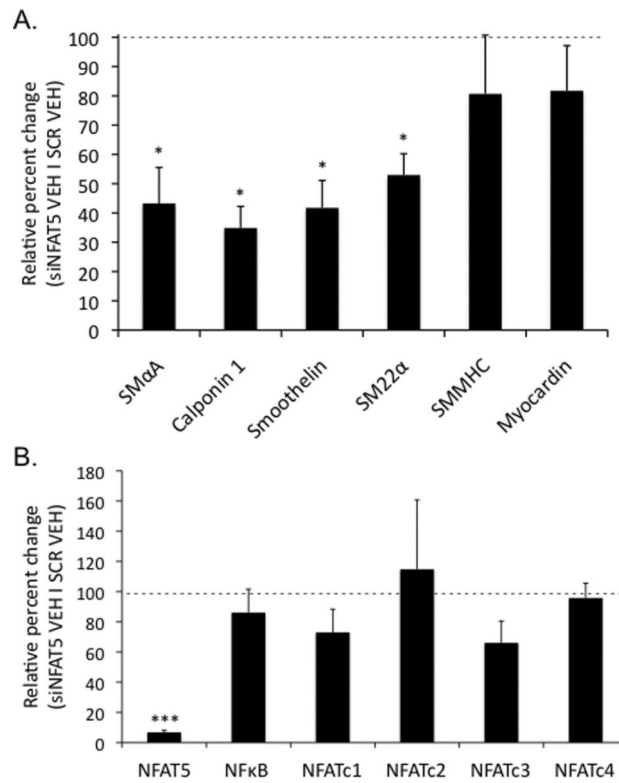 A.
Relative percent change
(siNFAT5 VEH | SCR VEH)
100
90
80
70
60
50
40
30
20
10
0
*
*
*
*
SMαA
Calponin 1
Smoothelin
SM22α
SMMHC
Myocardin
B.
Relative percent change
(siNFAT5 VEH | SCR VEH)
180
160
140
120
100
80
60
40
20
0
***
NFAT5
NFκB
NFATc1
NFATc2
NFATc3
NFATc4